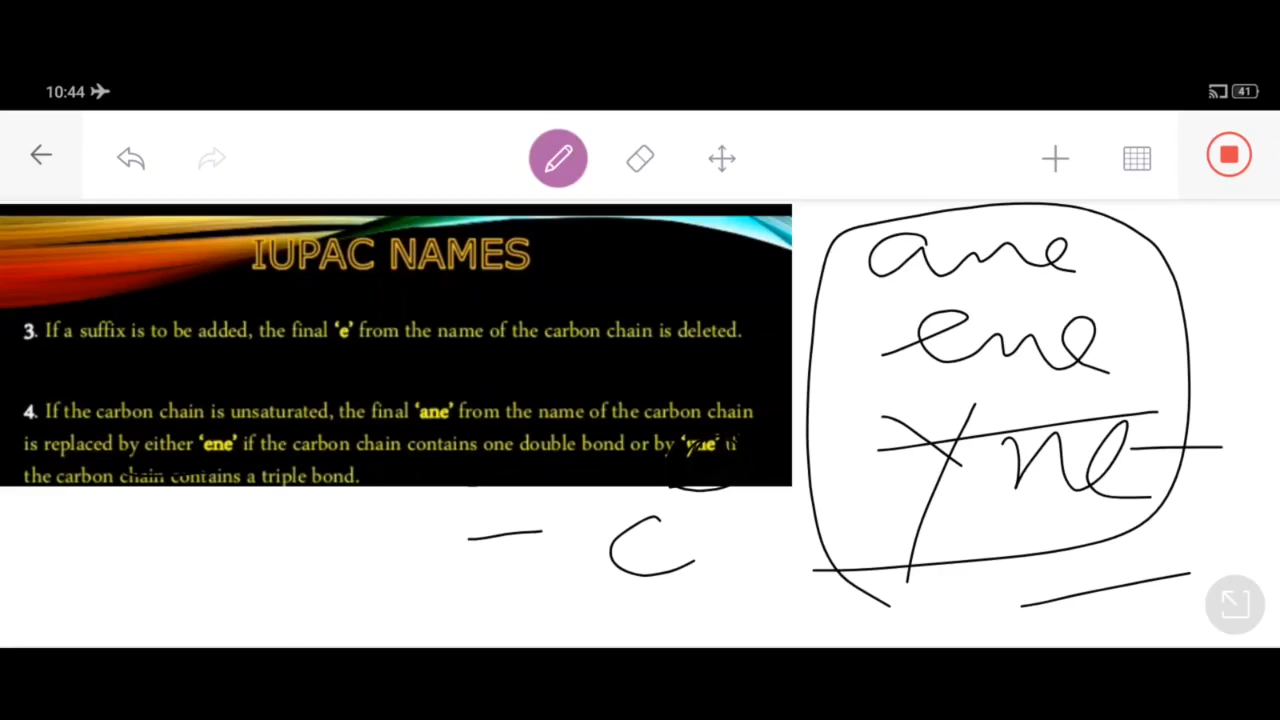 10:44
41
IUPAC NAMES
3. If a suffix is to be added, the final ‘e’ from the name of the carbon chain is deleted.
4. If the carbon chain is unsaturated, the final ‘ane’ from the name of the carbon chain
is replaced by either ‘ene’ if the carbon chain contains one double bond or by ‘yne’ if
the carbon chain contains a triple bond.
ane
ene
yne
- C